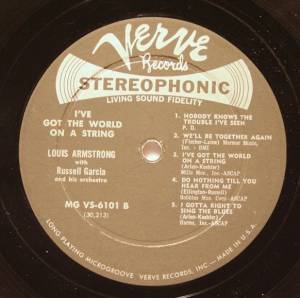 Verve
Records
STEREOPHONIC
LIVING SOUND FIDELITY
I'VE
GOT THE WORLD
ON A STRING
LOUIS ARMSTRONG
with
Russell Garcia
and his orchestra
MG VS-6101 B
(30,213)
1. NOBODY KNOWS THE
TROUBLE I'VE SEEN
P. D.
2. WE'LL BE TOGETHER AGAIN
(Fischer-Laine) Marmor Music,
Inc. - BMI
3. I'VE GOT THE WORLD
ON A STRING
(Arlen-Koehler)
Mills Mus., Inc.-ASCAP
4. DO NOTHING TILL YOU
HEAR FROM ME
(Ellington-Russell)
Robbins Mus. Corp-ASCAP
5. I GOTTA RIGHT TO
SING THE BLUES
(Arlen-Koehler)
Harms, Inc.-ASCAP
LONG PLAYING MICROGROOVE VERVE RECORDS, INC. MADE IN U.S.A.